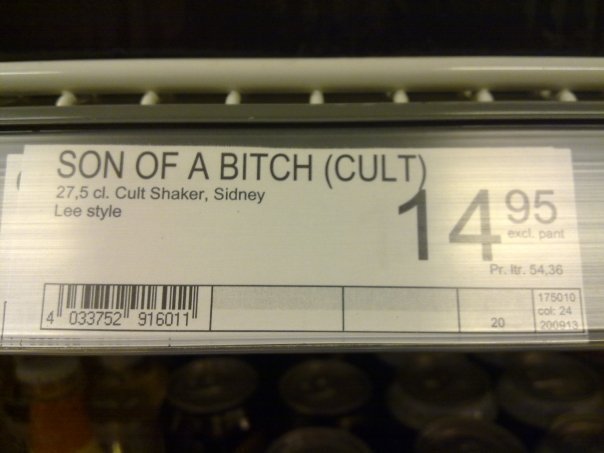 SON OF A BITCH (CULT)
27,5 cl. Cult Shaker, Sidney
Lee style
14 95
excl. pant
Pr. ltr. 54,36
4 033752 916011
20
175010
col: 24
200913